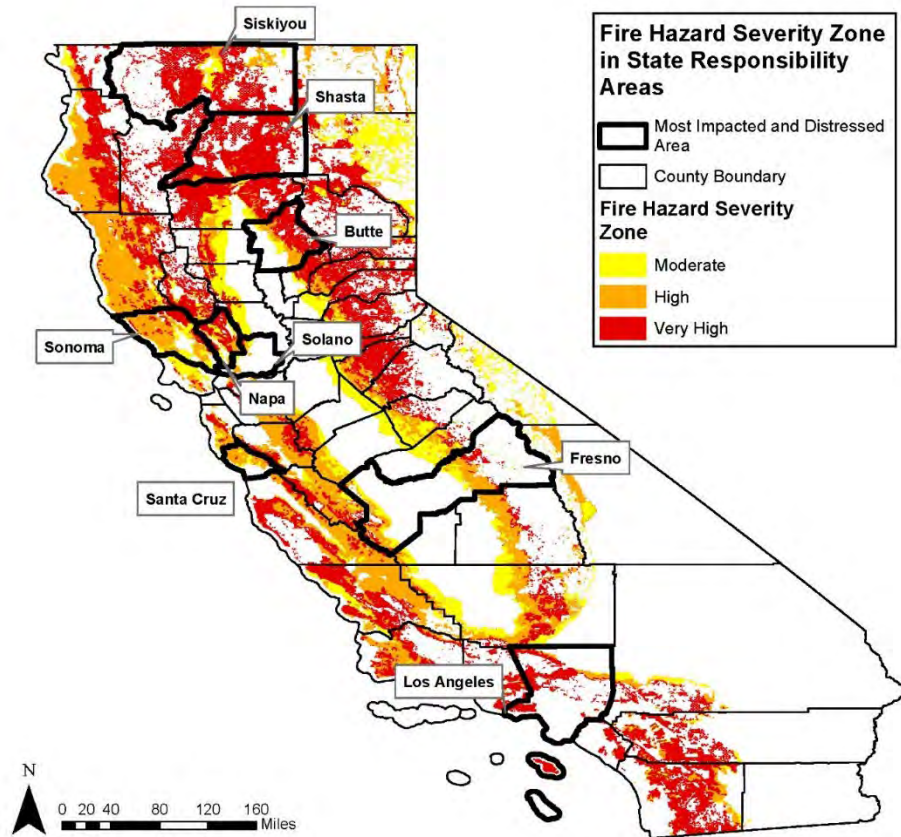 Siskiyou
Shasta
Butte
Sonoma
Solano
Napa
Fresno
Santa Cruz
Los Angeles
Fire Hazard Severity Zone
in State Responsibility
Areas
Most Impacted and Distressed
Area
County Boundary
Fire Hazard Severity
Zone
Moderate
High
Very High
N
0 20 40 80 120 160
Miles